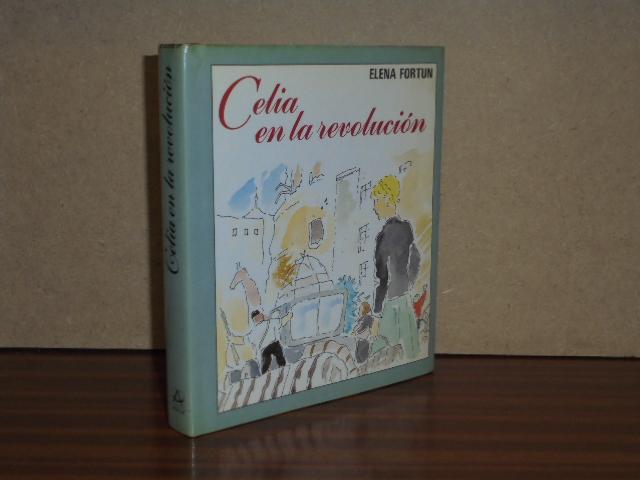 ELENA FORTUN
Celia
en la revolución
Celia en la revolución